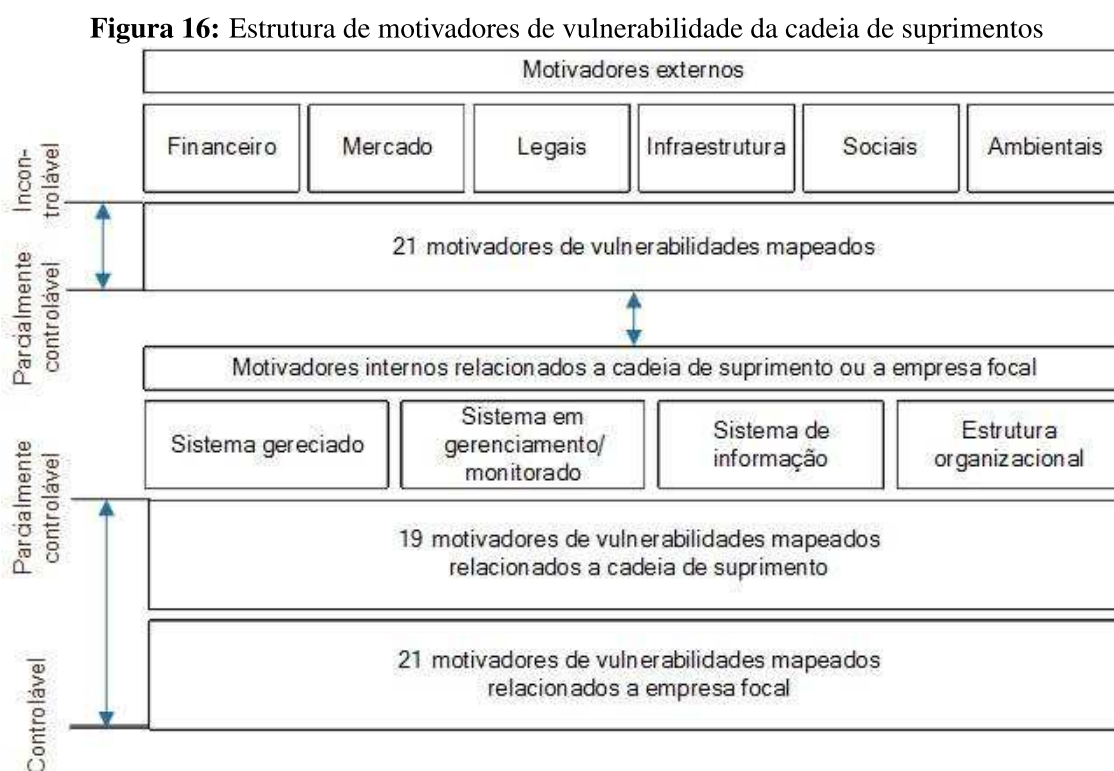 Figura 16: Estrutura de motivadores de vulnerabilidade da cadeia de suprimentos
Motivadores externos
Financeiro
Mercado
Legais
Infraestrutura
Sociais
Ambientais
Incon-
trolável
21 motivadores de vulnerabilidades mapeados
Parcialmente
controlável
Motivadores internos relacionados a cadeia de suprimento ou a empresa focal
Sistema gereciado
Sistema em
gerenciamento/
monitorado
Sistema de
informação
Estrutura
organizacional
Parcialmente
controlável
19 motivadores de vulnerabilidades mapeados
relacionados a cadeia de suprimento
21 motivadores de vulnerabilidades mapeados
relacionados a empresa focal
Controlável